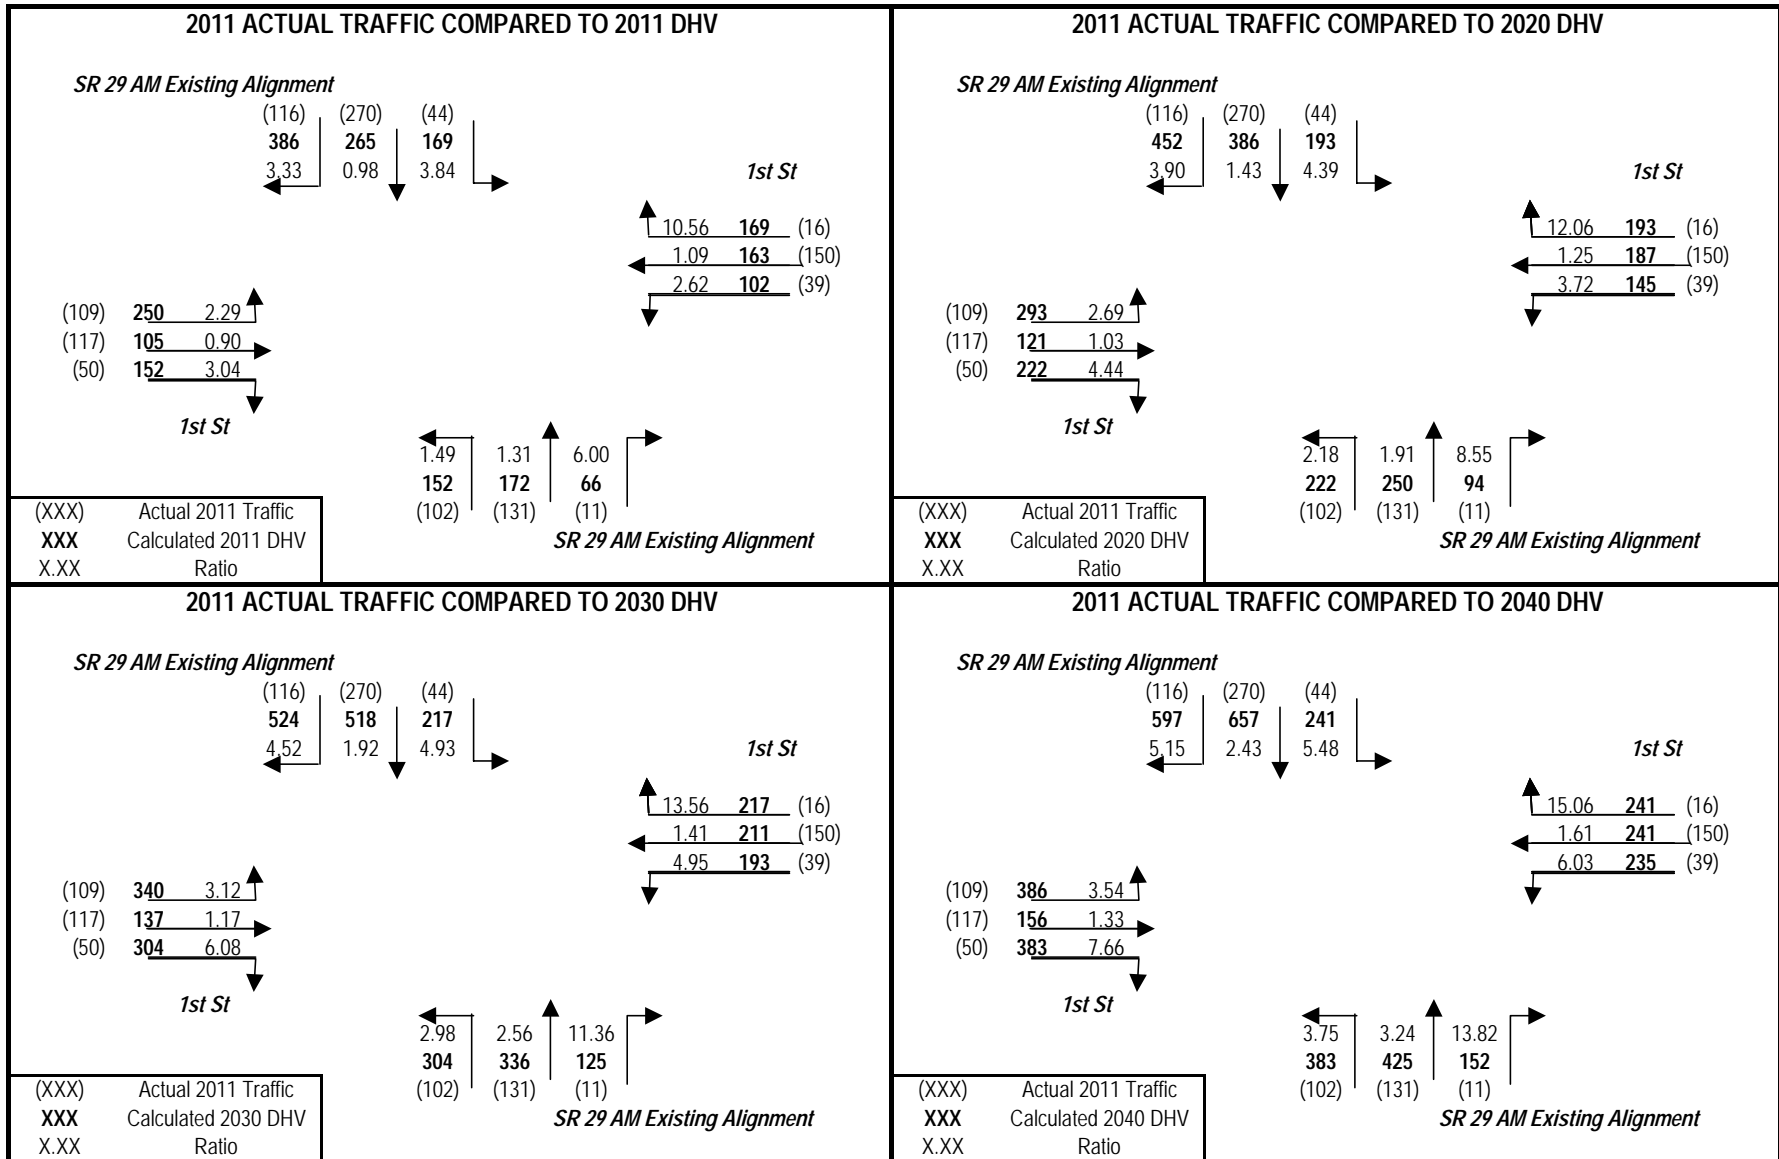 2011 ACTUAL TRAFFIC COMPARED TO 2011 DHV
SR 29 AM Existing Alignment
(116) (270) (44)
386 265 169
3.33 0.98 3.84
1st St
10.56 169 (16)
1.09 163 (150)
2.62 102 (39)
(109) 250 2.29
(117) 105 0.90
(50) 152 3.04
1st St
1.49 1.31 6.00
152 172 66
(102) (131) (11)
SR 29 AM Existing Alignment
(XXX) Actual 2011 Traffic
XXX Calculated 2011 DHV
X.XX Ratio
2011 ACTUAL TRAFFIC COMPARED TO 2020 DHV
SR 29 AM Existing Alignment
(116) (270) (44)
452 386 193
3.90 1.43 4.39
1st St
12.06 193 (16)
1.25 187 (150)
3.72 145 (39)
(109) 293 2.69
(117) 121 1.03
(50) 222 4.44
1st St
2.18 1.91 8.55
222 250 94
(102) (131) (11)
SR 29 AM Existing Alignment
(XXX) Actual 2011 Traffic
XXX Calculated 2020 DHV
X.XX Ratio
2011 ACTUAL TRAFFIC COMPARED TO 2030 DHV
SR 29 AM Existing Alignment
(116) (270) (44)
524 518 217
4.52 1.92 4.93
1st St
13.56 217 (16)
1.41 211 (150)
4.95 193 (39)
(109) 340 3.12
(117) 137 1.17
(50) 304 6.08
1st St
2.98 2.56 11.36
304 336 125
(102) (131) (11)
SR 29 AM Existing Alignment
(XXX) Actual 2011 Traffic
XXX Calculated 2030 DHV
X.XX Ratio
2011 ACTUAL TRAFFIC COMPARED TO 2040 DHV
SR 29 AM Existing Alignment
(116) (270) (44)
597 657 241
5.15 2.43 5.48
1st St
15.06 241 (16)
1.61 241 (150)
6.03 235 (39)
(109) 386 3.54
(117) 156 1.33
(50) 383 7.66
1st St
3.75 3.24 13.82
383 425 152
(102) (131) (11)
SR 29 AM Existing Alignment
(XXX) Actual 2011 Traffic
XXX Calculated 2040 DHV
X.XX Ratio